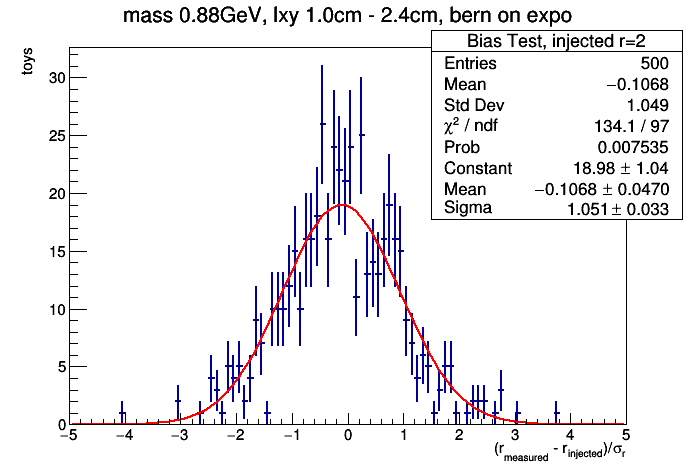 mass 0.88GeV, lxy 1.0cm - 2.4cm, bern on expo
Bias Test, injected r=2
Entries 500
Mean −0.1068
Std Dev 1.049
χ² / ndf 134.1 / 97
Prob 0.007535
Constant 18.98 ± 1.04
Mean −0.1068 ± 0.0470
Sigma 1.051 ± 0.033
toys
30
25
20
15
10
5
0
−5 −4 −3 −2 −1 0 1 2 3 4 5
(r_measured - r_injected)/σ_r